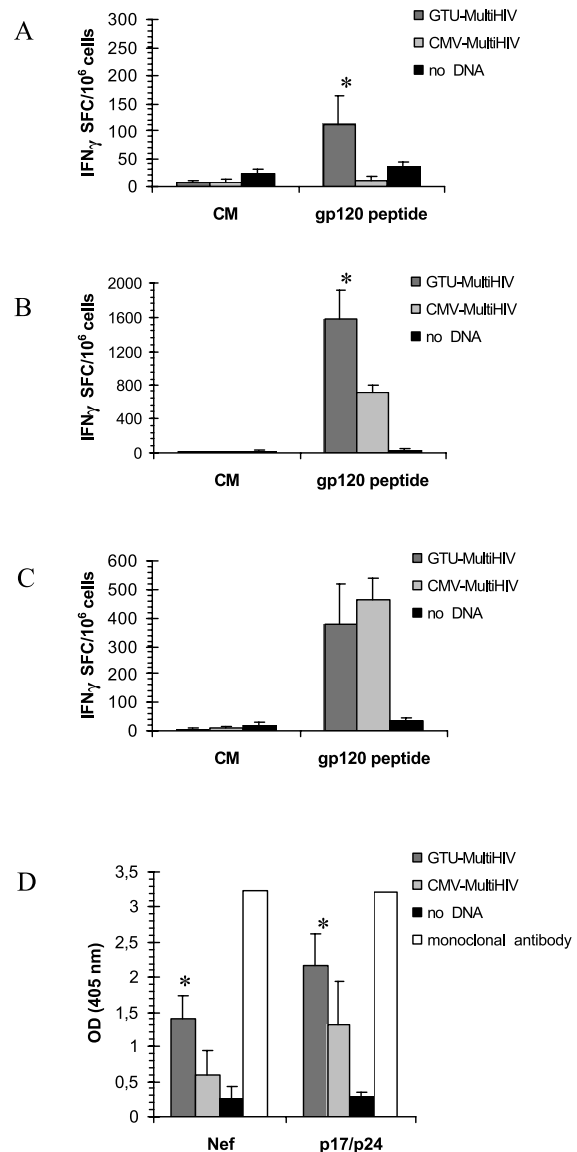 A
IFNγ SFC/10⁶ cells
300
250
200
150
100
50
0
*
CM
gp120 peptide
GTU-MultiHIV
CMV-MultiHIV
no DNA
B
IFNγ SFC/10⁶ cells
2000
1600
1200
800
400
0
*
CM
gp120 peptide
GTU-MultiHIV
CMV-MultiHIV
no DNA
C
IFNγ SFC/10⁶ cells
600
500
400
300
200
100
0
CM
gp120 peptide
GTU-MultiHIV
CMV-MultiHIV
no DNA
D
OD (405 nm)
3,5
3
2,5
2
1,5
1
0,5
0
*
*
Nef
p17/p24
GTU-MultiHIV
CMV-MultiHIV
no DNA
monoclonal antibody